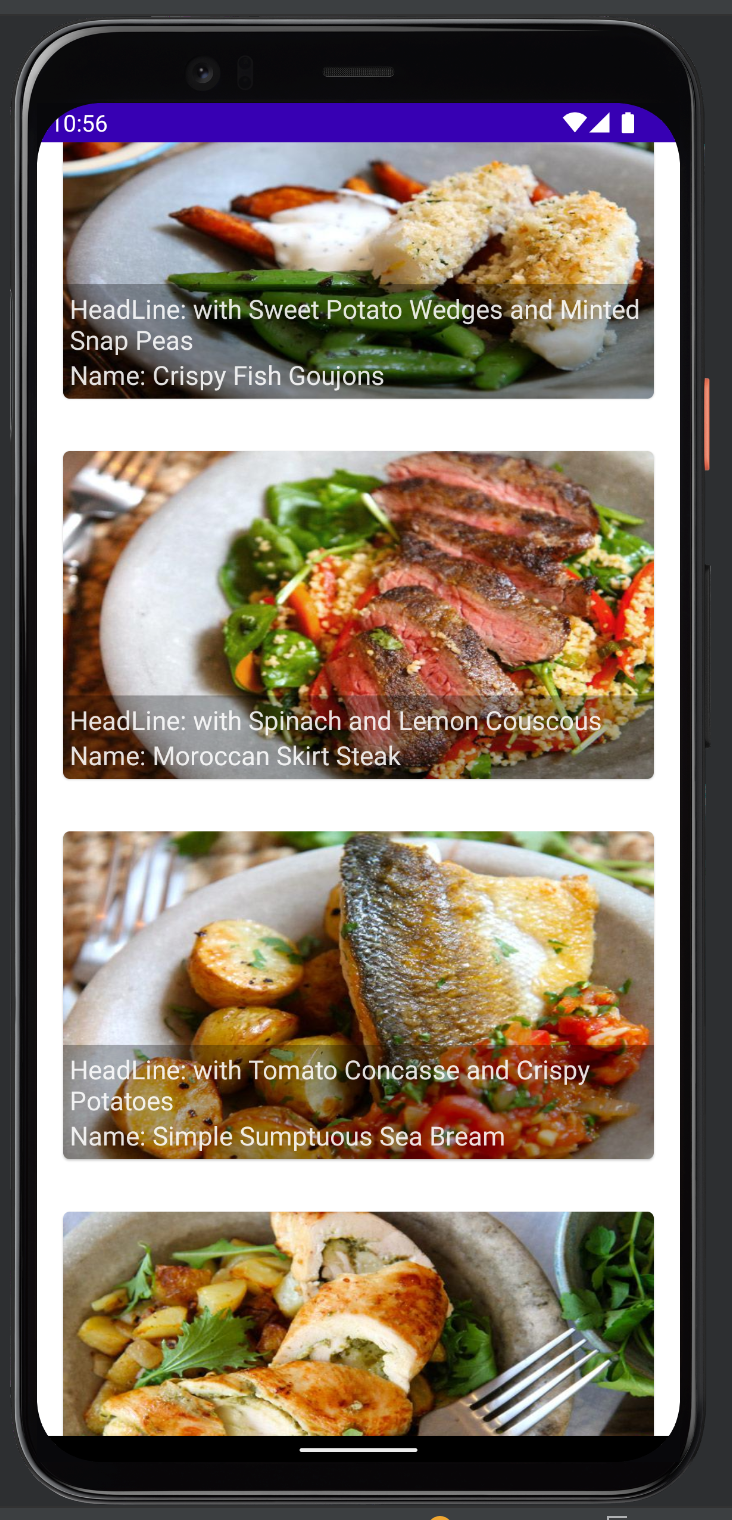 10:56
HeadLine: with Sweet Potato Wedges and Minted
Snap Peas
Name: Crispy Fish Goujons
HeadLine: with Spinach and Lemon Couscous
Name: Moroccan Skirt Steak
HeadLine: with Tomato Concasse and Crispy
Potatoes
Name: Simple Sumptuous Sea Bream